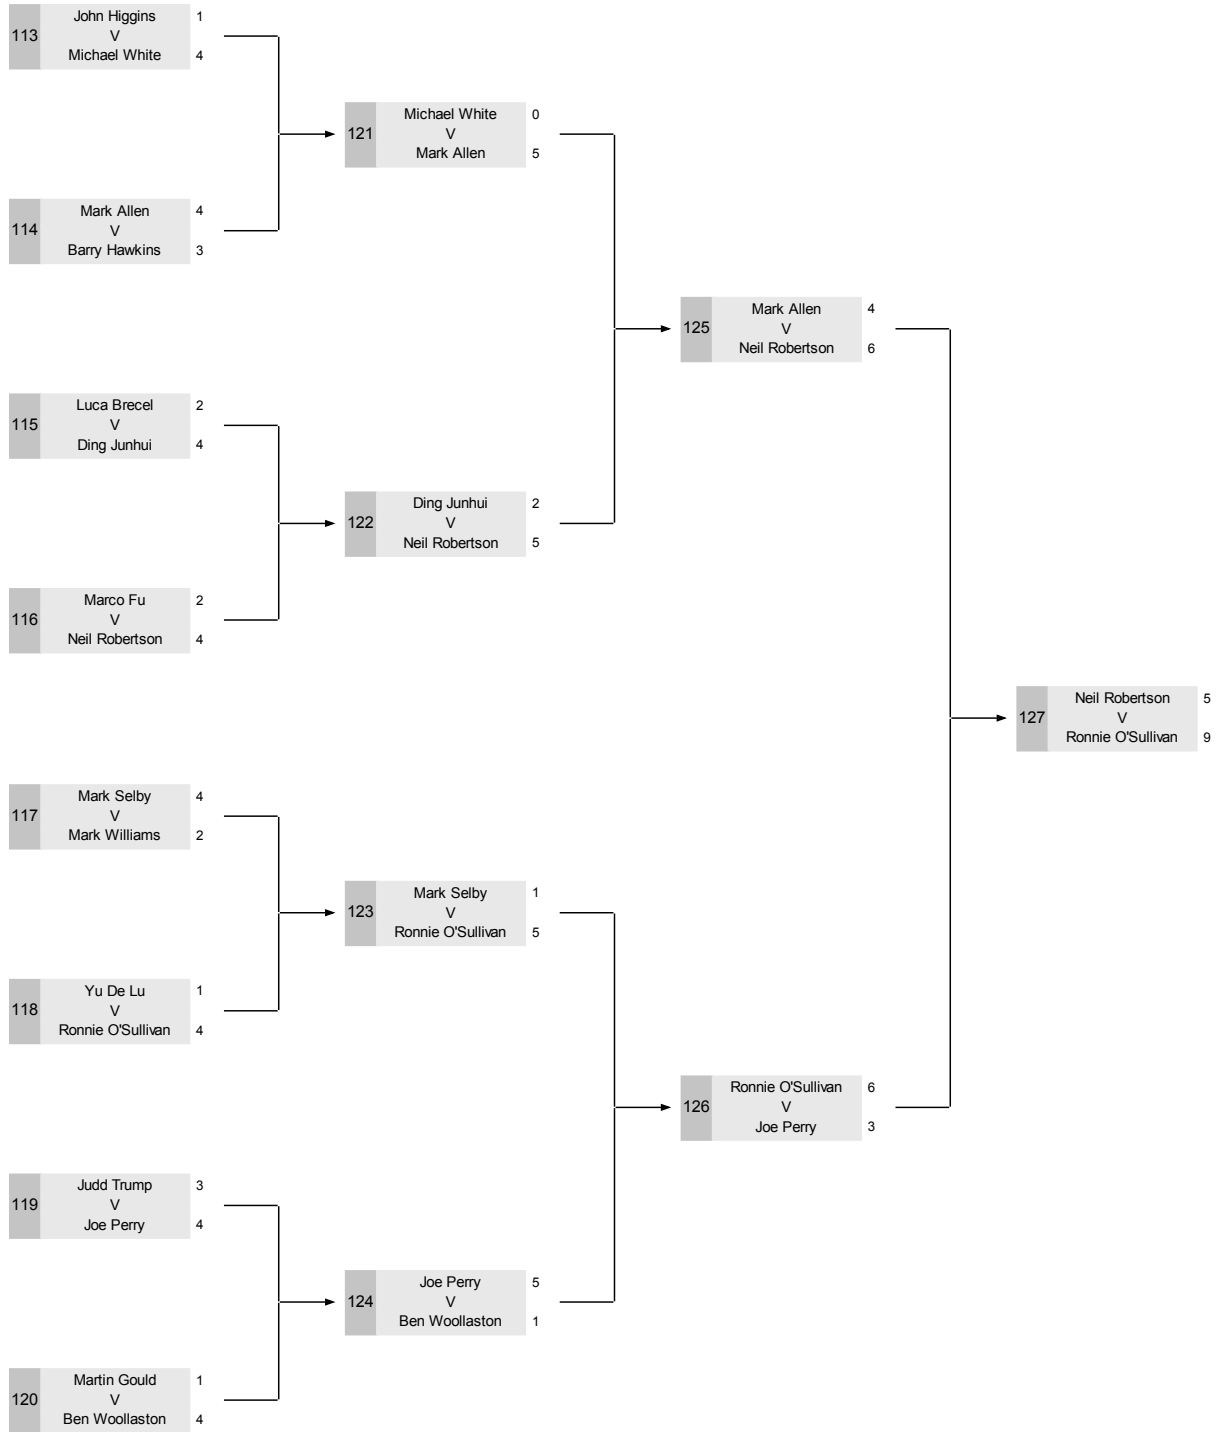 113
John Higgins 1
V
Michael White 4
114
Mark Allen 4
V
Barry Hawkins 3
115
Luca Brecel 2
V
Ding Junhui 4
116
Marco Fu 2
V
Neil Robertson 4
117
Mark Selby 4
V
Mark Williams 2
118
Yu De Lu 1
V
Ronnie O'Sullivan 4
119
Judd Trump 3
V
Joe Perry 4
120
Martin Gould 1
V
Ben Woollaston 4
121
Michael White 0
V
Mark Allen 5
122
Ding Junhui 2
V
Neil Robertson 5
123
Mark Selby 1
V
Ronnie O'Sullivan 5
124
Joe Perry 5
V
Ben Woollaston 1
125
Mark Allen 4
V
Neil Robertson 6
126
Ronnie O'Sullivan 6
V
Joe Perry 3
127
Neil Robertson 5
V
Ronnie O'Sullivan 9